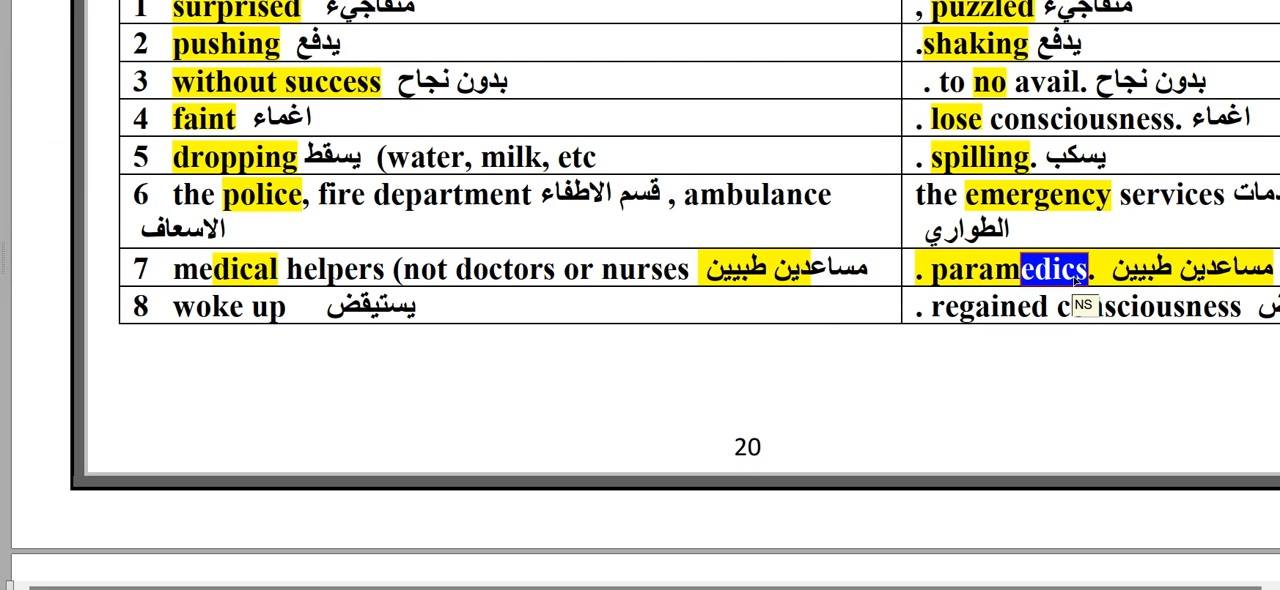 1 surprised متفاجيء , puzzled متفاجيء
2 pushing يدفع .shaking يدفع
3 without success بدون نجاح . to no avail. بدون نجاح
4 faint اغماء . lose consciousness. اغماء
5 dropping يسقط (water, milk, etc . spilling. يسكب
6 the police, fire department قسم الاطفاء , ambulance the emergency services
الاسعاف الطواري
7 medical helpers (not doctors or nurses مساعدين طبيين . paramedics. مساعدين طبيين
8 woke up يستيقض . regained consciousness
NS
20